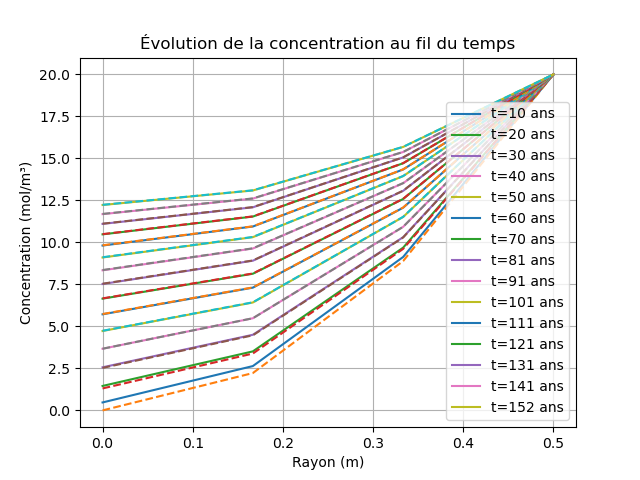 Évolution de la concentration au fil du temps
Concentration (mol/m³)
20.0
17.5
15.0
12.5
10.0
7.5
5.0
2.5
0.0
t=10 ans
t=20 ans
t=30 ans
t=40 ans
t=50 ans
t=60 ans
t=70 ans
t=81 ans
t=91 ans
t=101 ans
t=111 ans
t=121 ans
t=131 ans
t=141 ans
t=152 ans
0.0 0.1 0.2 0.3 0.4 0.5
Rayon (m)